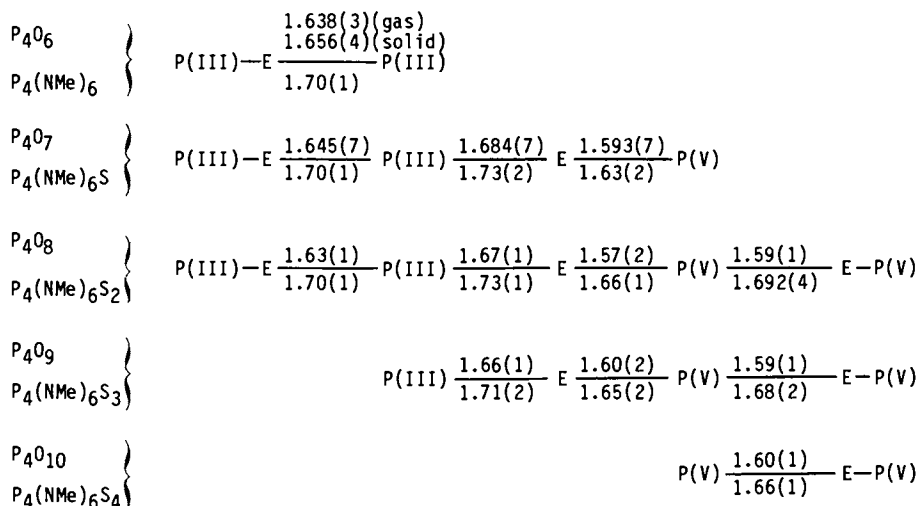 1.638(3)(gas)
P4O6 1.656(4)(solid)
P(III)—E P(III)
P4(NMe)6 1.70(1)
P4O7 1.645(7) 1.684(7) 1.593(7)
P(III)—E P(III) E P(V)
P4(NMe)6S 1.70(1) 1.73(2) 1.63(2)
P4O8 1.63(1) 1.67(1) 1.57(2) 1.59(1)
P(III)—E P(III) E P(V) E—P(V)
P4(NMe)6S2 1.70(1) 1.73(1) 1.66(1) 1.692(4)
P4O9 1.66(1) 1.60(2) 1.59(1)
P(III) E P(V) E—P(V)
P4(NMe)6S3 1.71(2) 1.65(2) 1.68(2)
P4O10 1.60(1)
P(V) E—P(V)
P4(NMe)6S4 1.66(1)